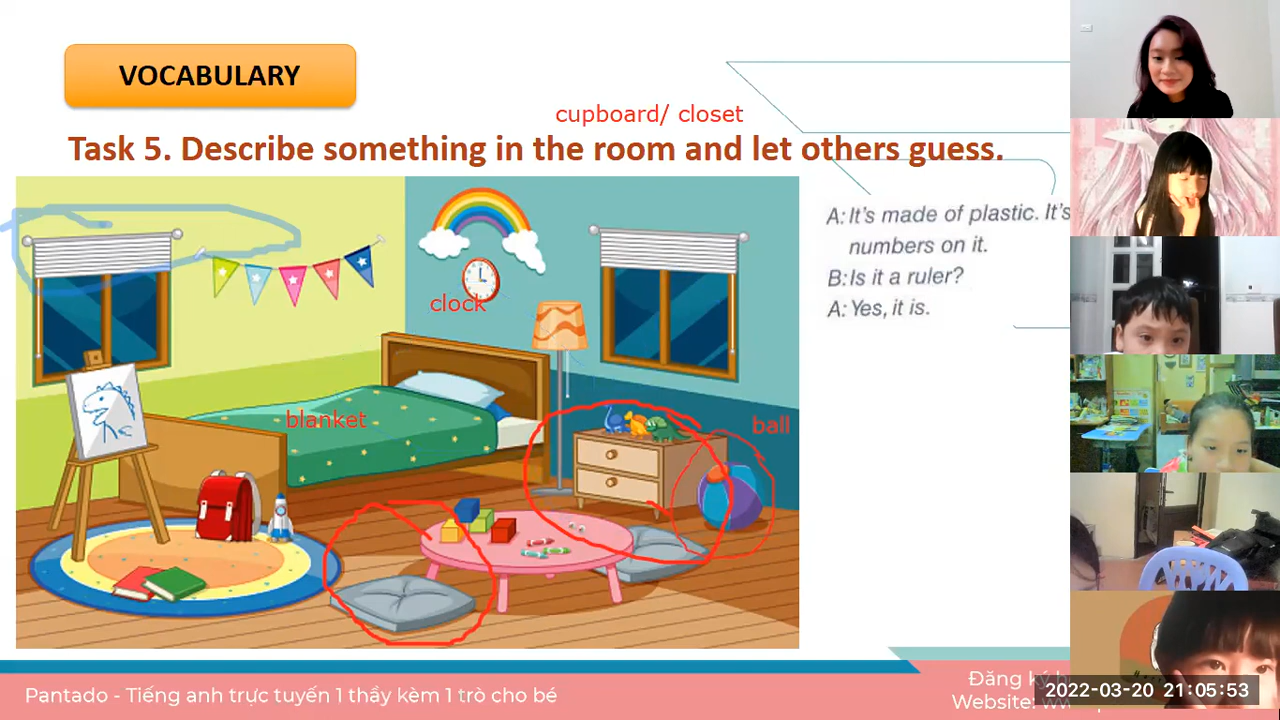 VOCABULARY
cupboard/ closet
Task 5. Describe something in the room and let others guess.
A: It's made of plastic. It's
numbers on it.
B: Is it a ruler?
A: Yes, it is.
clock
blanket
ball
Pantado - Tiếng anh trực tuyến 1 thầy kèm 1 trò cho bé
Đăng ký
Website:
2022-03-20 21:05:53